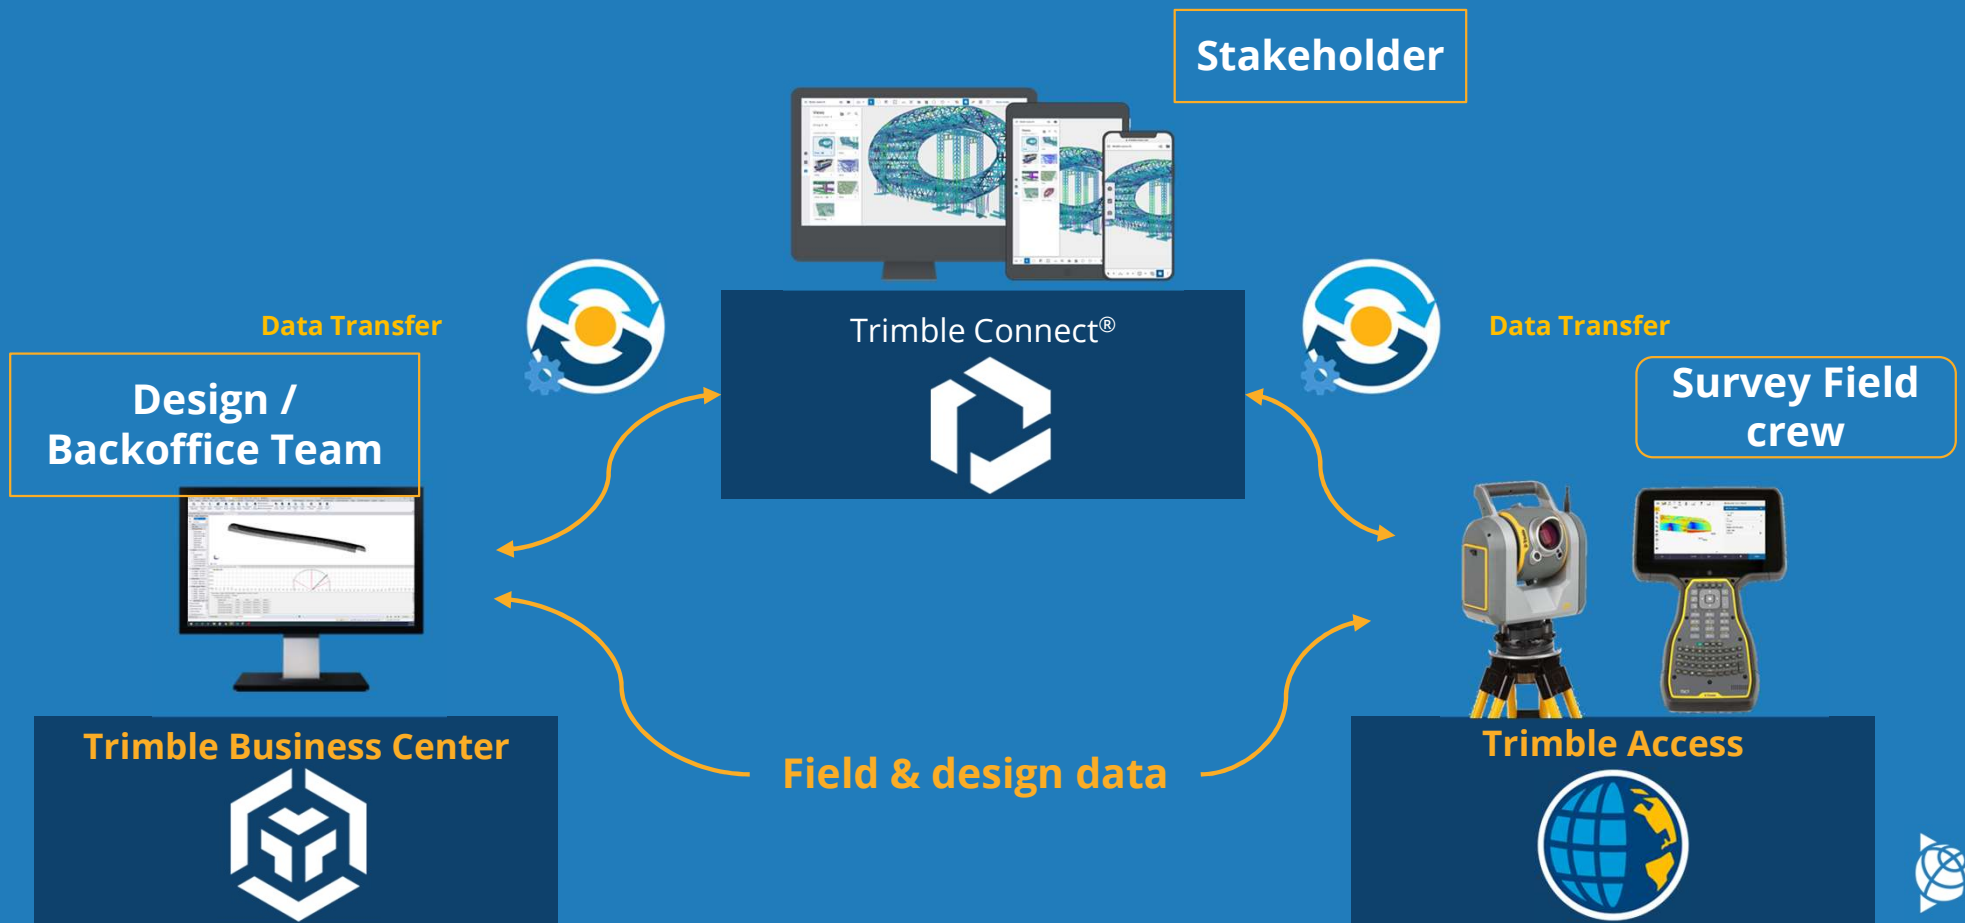 Stakeholder
Trimble Connect®
Data Transfer
Data Transfer
Design /
Backoffice Team
Survey Field
crew
Trimble Business Center
Field & design data
Trimble Access